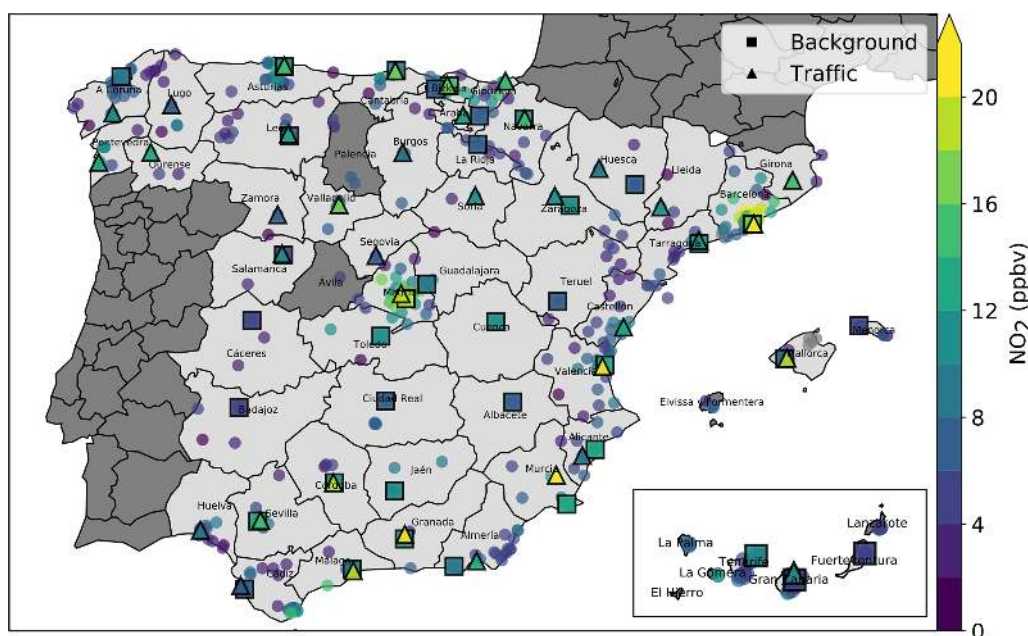 Background
Traffic
A Coruña
Lugo
Asturias
Cantabria
Bizkaia
Araba
Navarra
Pontevedra
Ourense
León
Palencia
Burgos
La Rioja
Huesca
Lleida
Girona
Barcelona
Zamora
Valladolid
Soria
Zaragoza
Tarragona
Segovia
Salamanca
Ávila
Guadalajara
Teruel
Castellón
Cuenca
Toledo
Cáceres
Valencia
Mallorca
Menorca
Eivissa y Formentera
Badajoz
Ciudad Real
Albacete
Alicante
Murcia
Jaén
Córdoba
Huelva
Sevilla
Granada
Almería
Málaga
Cádiz
Lanzarote
La Palma
Tenerife
Fuerteventura
La Gomera
Gran Canaria
El Hierro
20
16
12
8
4
0
NO2 (ppbv)